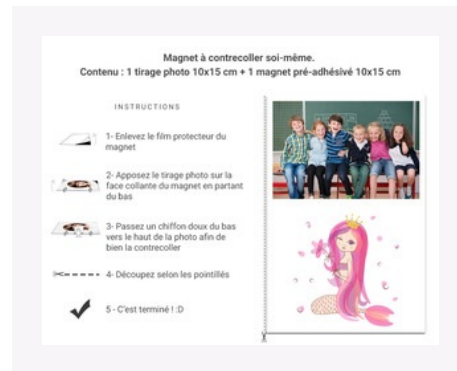 Magnet à contrecoller soi-même.
Contenu : 1 tirage photo 10x15 cm + 1 magnet pré-adhésivé 10x15 cm
INSTRUCTIONS
1- Enlevez le film protecteur du
magnet
2- Apposez le tirage photo sur la
face collante du magnet en partant
du bas
3- Passez un chiffon doux du bas
vers le haut de la photo afin de
bien la contrecoller
4- Découpez selon les pointillés
5 - C'est terminé ! :D